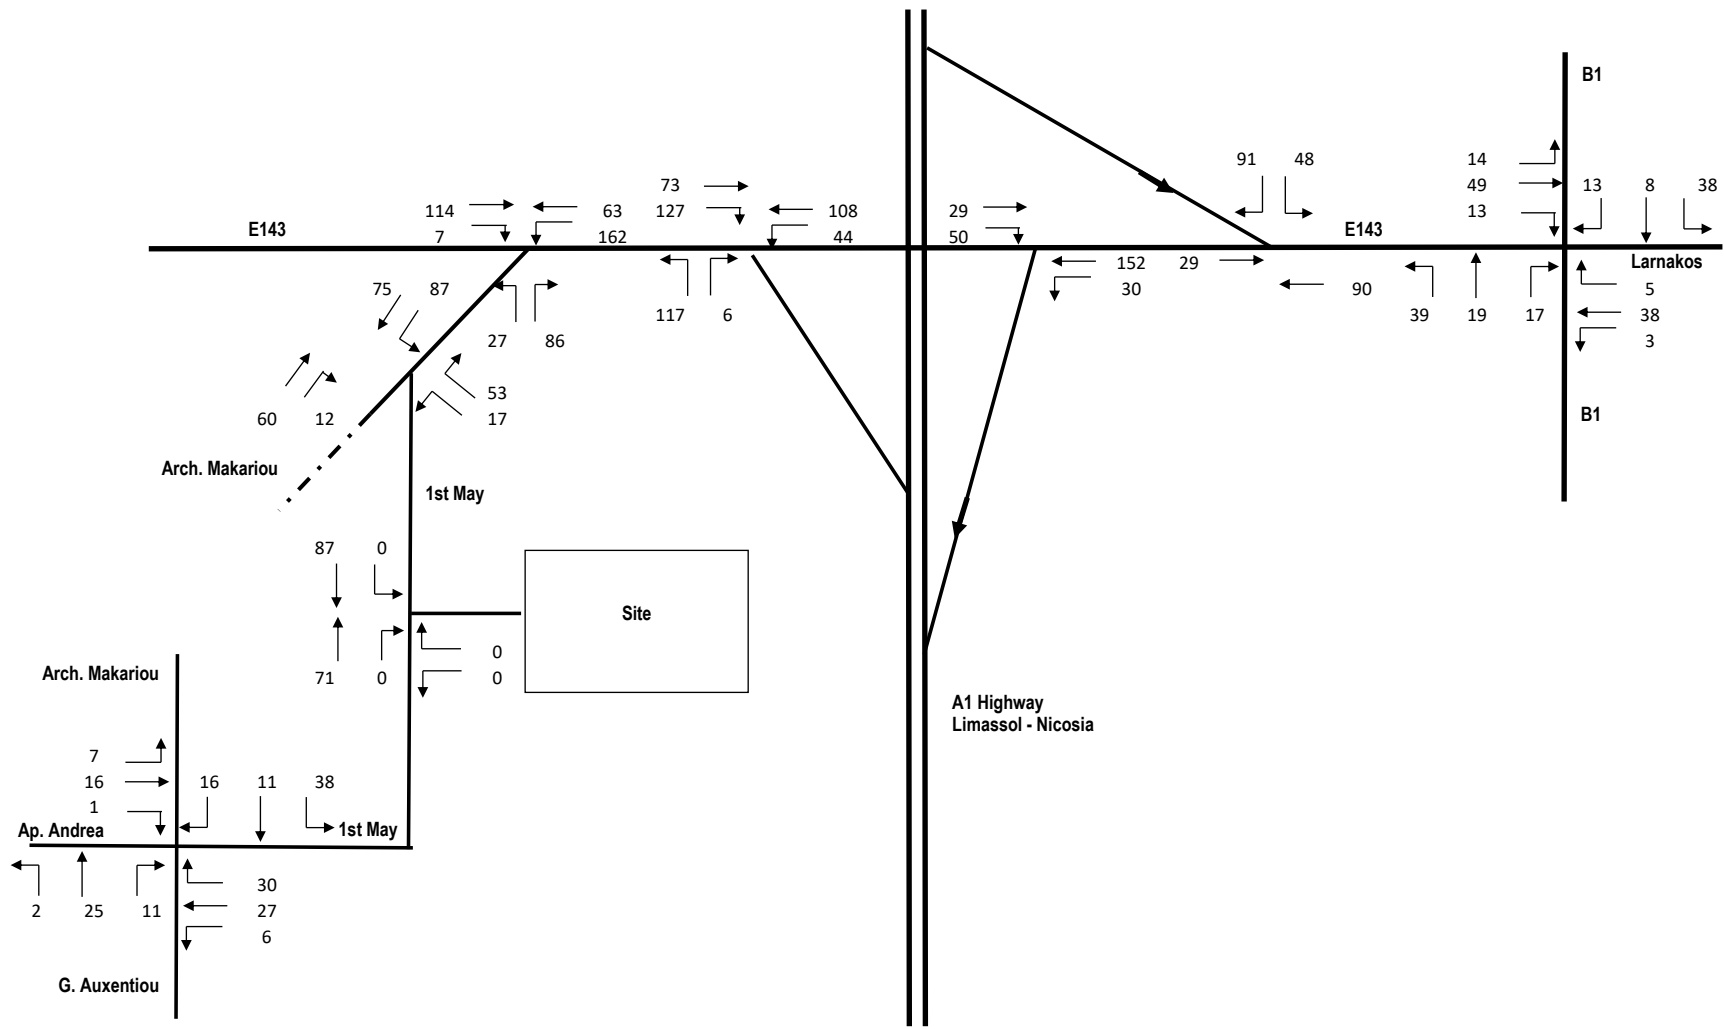 B1
91 48
14
49 13 8 38
13
73
127
114 63
7 162
108
44
29
50
E143
E143
Larnakos
152 29
30
90
5
38
3
39 19 17
75 87
117 6
27 86
53
17
60 12
B1
Arch. Makariou
1st May
87 0
Site
0
0
71 0
Arch. Makariou
A1 Highway
Limassol - Nicosia
7
16 16 11 38
1
Ap. Andrea
1st May
30
27
6
2 25 11
G. Auxentiou